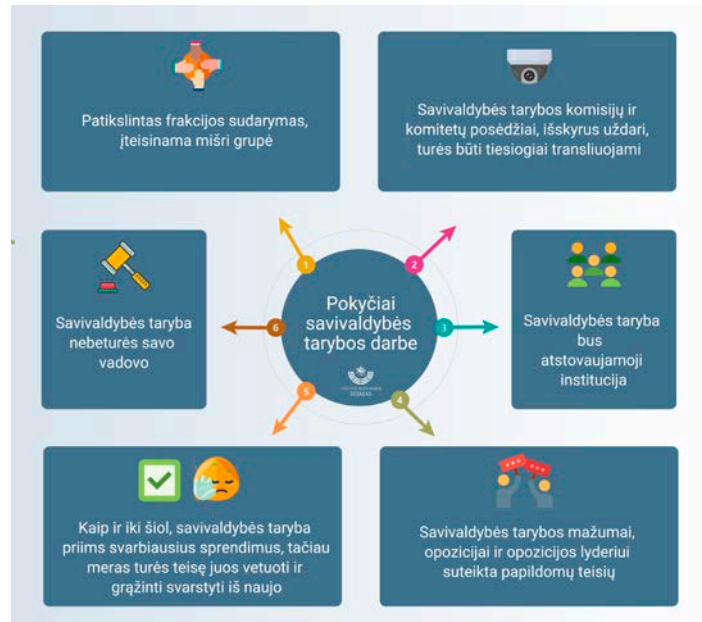 Patikslintas frakcijos sudarymas,
įteisinama mišri grupė
Savivaldybės tarybos komisijų ir
komitetų posėdžiai, išskyrus uždari,
turės būti tiesiogiai transliuojami
1
2
Savivaldybės taryba
nebeturės savo
vadovo
6
Pokyčiai
savivaldybės
tarybos darbe
SEIMAS
3
Savivaldybės taryba
bus
atstovaujamoji
institucija
5
4
Kaip ir iki šiol, savivaldybės taryba
priims svarbiausius sprendimus, tačiau
meras turės teisę juos vetuoti ir
grąžinti svarstyti iš naujo
Savivaldybės tarybos mažumai,
opozicijai ir opozicijos lyderiui
suteikta papildomų teisių